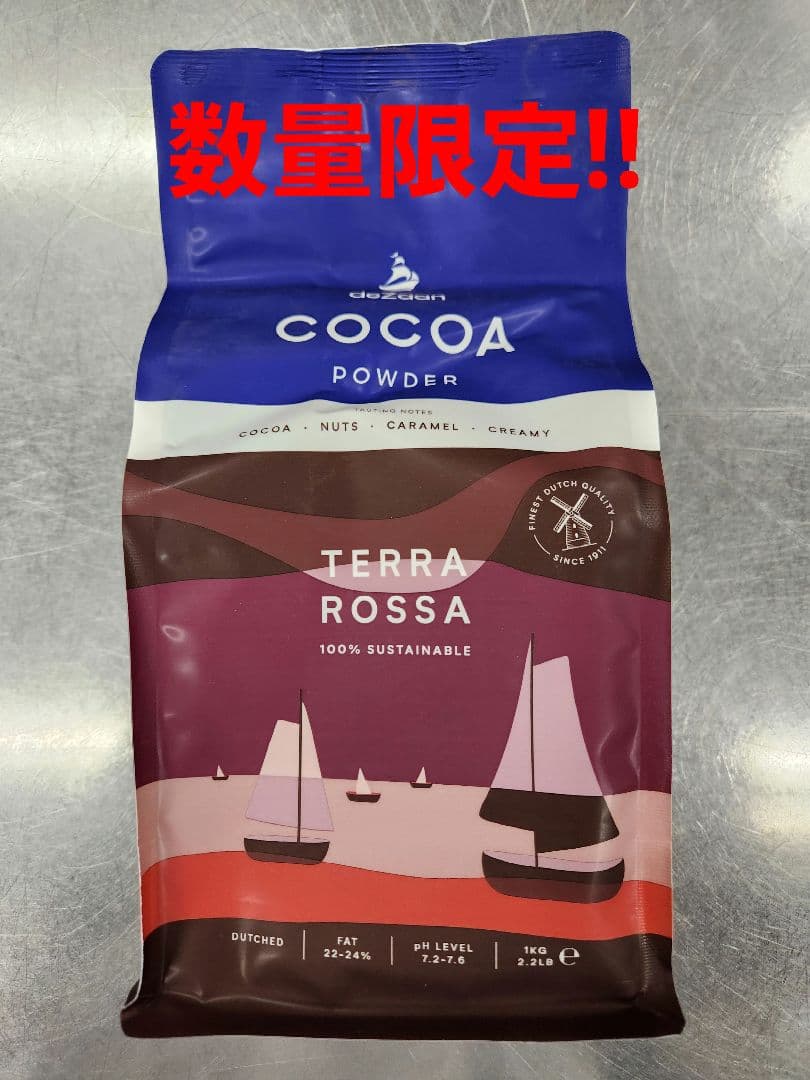 数量限定!!
deZaan
COCOA
POWDER
TASTING NOTES
COCOA · NUTS · CARAMEL · CREAMY
FINEST DUTCH QUALITY
SINCE 1911
TERRA
ROSSA
100% SUSTAINABLE
DUTCHED
FAT
22-24%
pH LEVEL
7.2-7.6
1KG
2.2LB ℮